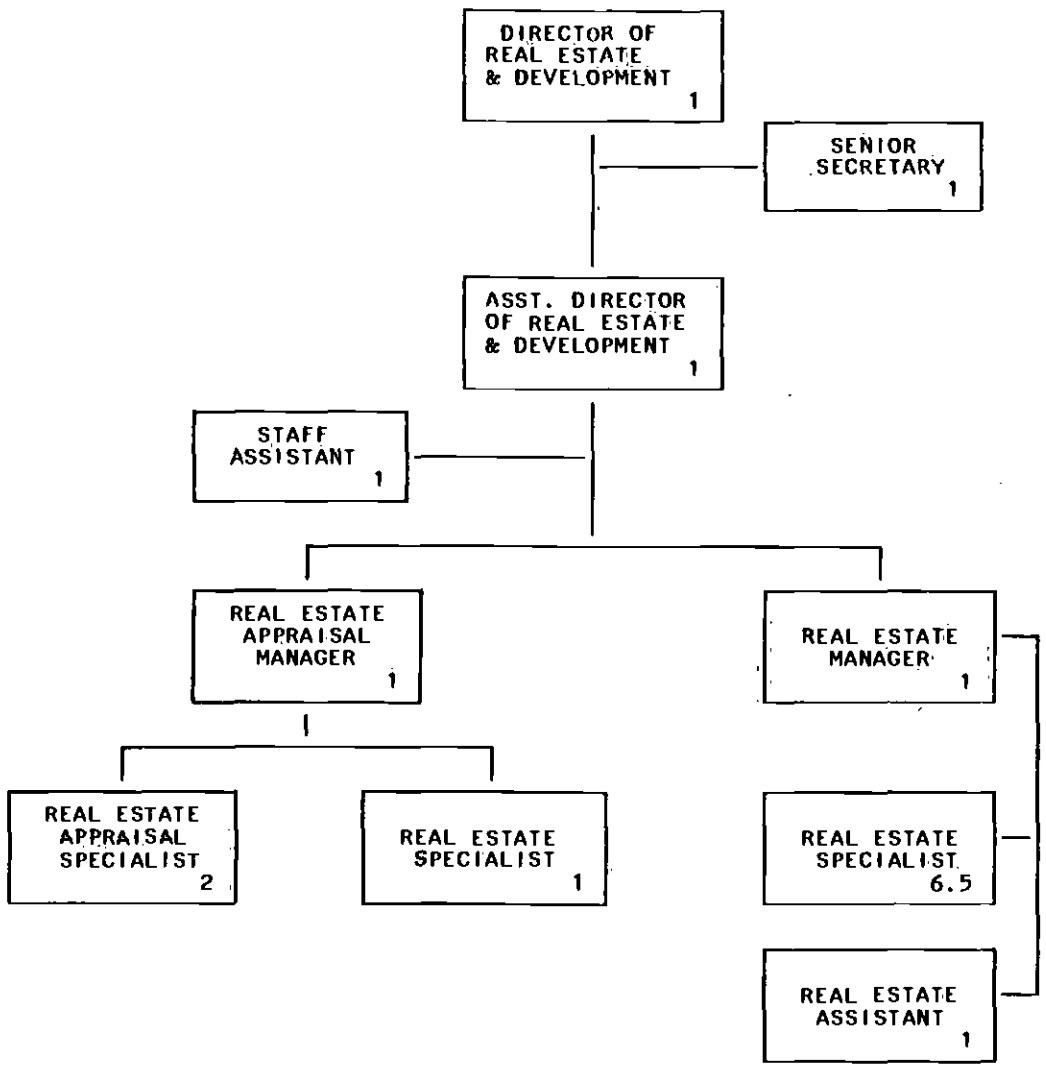 DIRECTOR OF
REAL ESTATE
& DEVELOPMENT
1
SENIOR
SECRETARY
1
ASST. DIRECTOR
OF REAL ESTATE
& DEVELOPMENT
1
STAFF
ASSISTANT
1
REAL ESTATE
APPRAISAL
MANAGER
1
REAL ESTATE
MANAGER
1
REAL ESTATE
APPRAISAL
SPECIALIST
2
REAL ESTATE
SPECIALIST
1
REAL ESTATE
SPECIALIST
6.5
REAL ESTATE
ASSISTANT
1